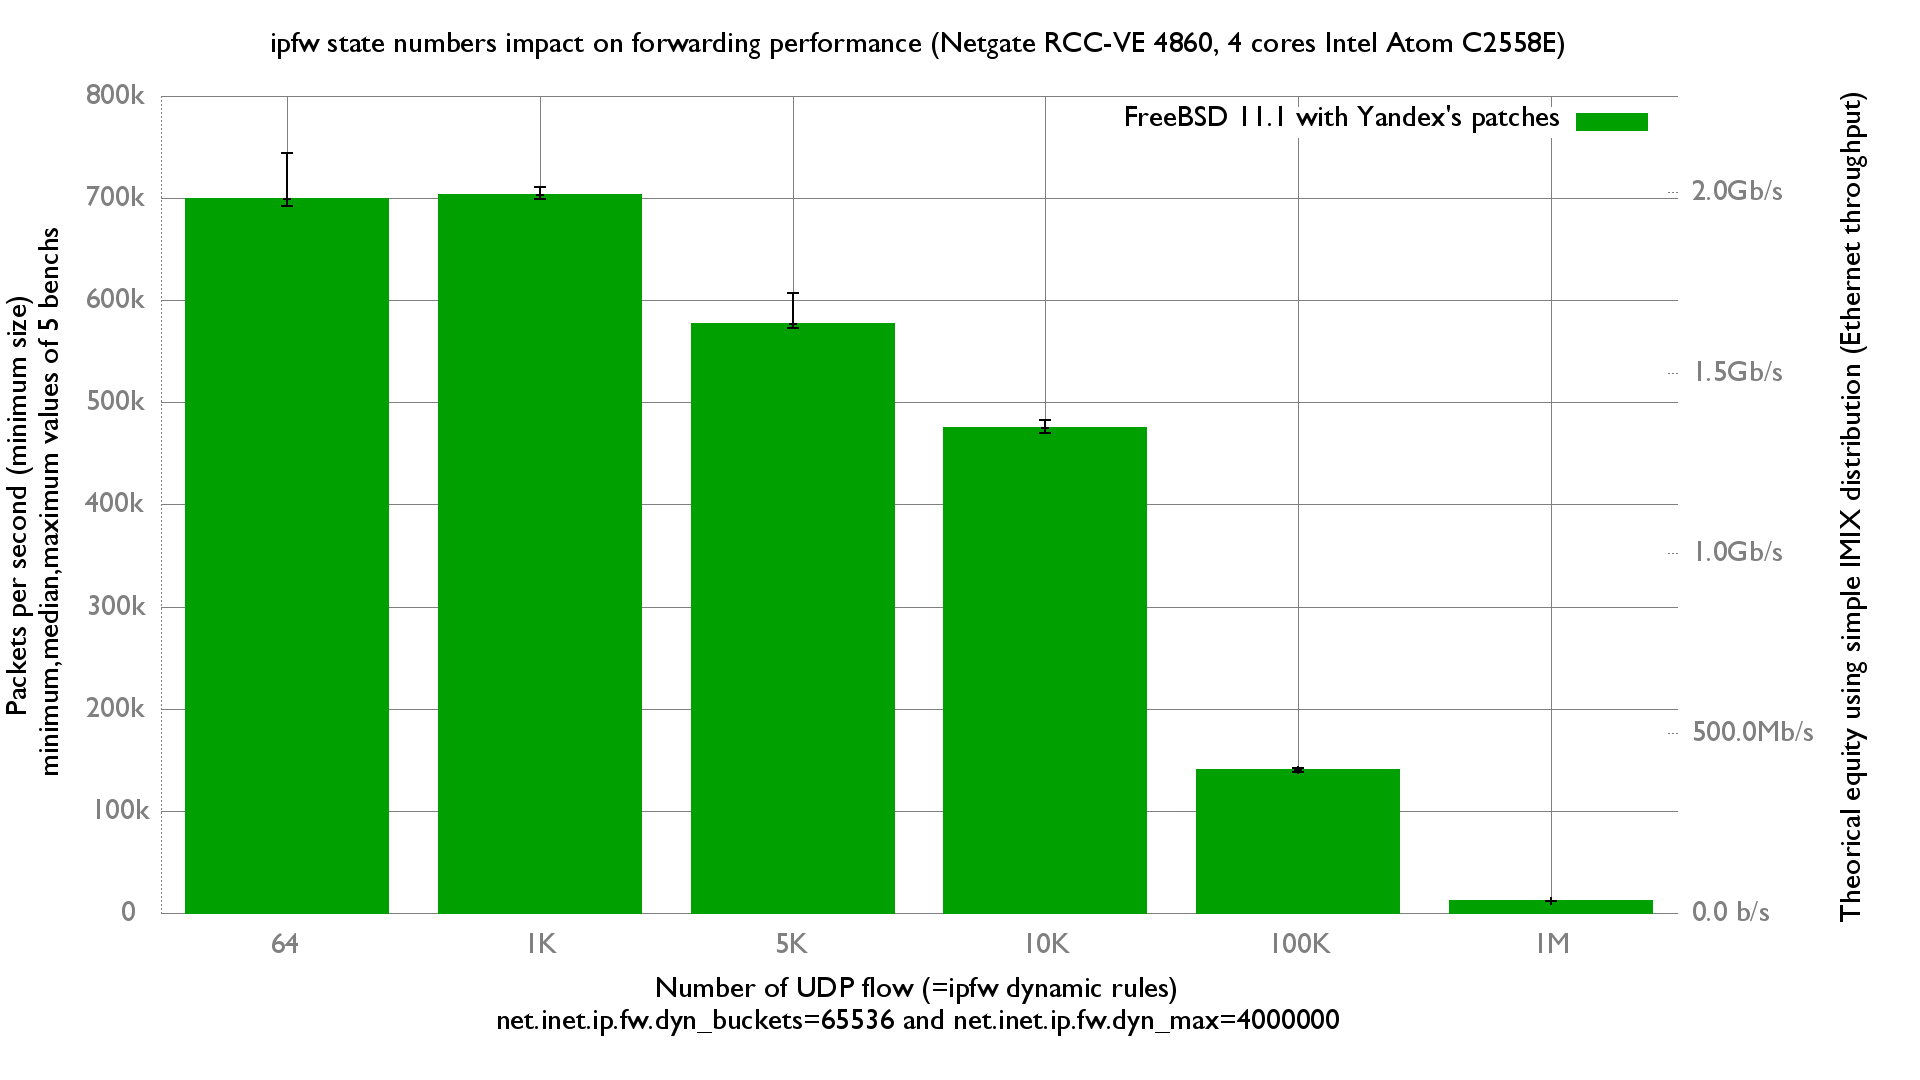 ipfw state numbers impact on forwarding performance (Netgate RCC-VE 4860, 4 cores Intel Atom C2558E)
FreeBSD 11.1 with Yandex's patches
Packets per second (minimum size)
minimum,median,maximum values of 5 benchs
800k
700k
600k
500k
400k
300k
200k
100k
0
2.0Gb/s
1.5Gb/s
1.0Gb/s
500.0Mb/s
0.0 b/s
Theorical equity using simple IMIX distribution (Ethernet throughput)
64
1K
5K
10K
100K
1M
Number of UDP flow (=ipfw dynamic rules)
net.inet.ip.fw.dyn_buckets=65536 and net.inet.ip.fw.dyn_max=4000000